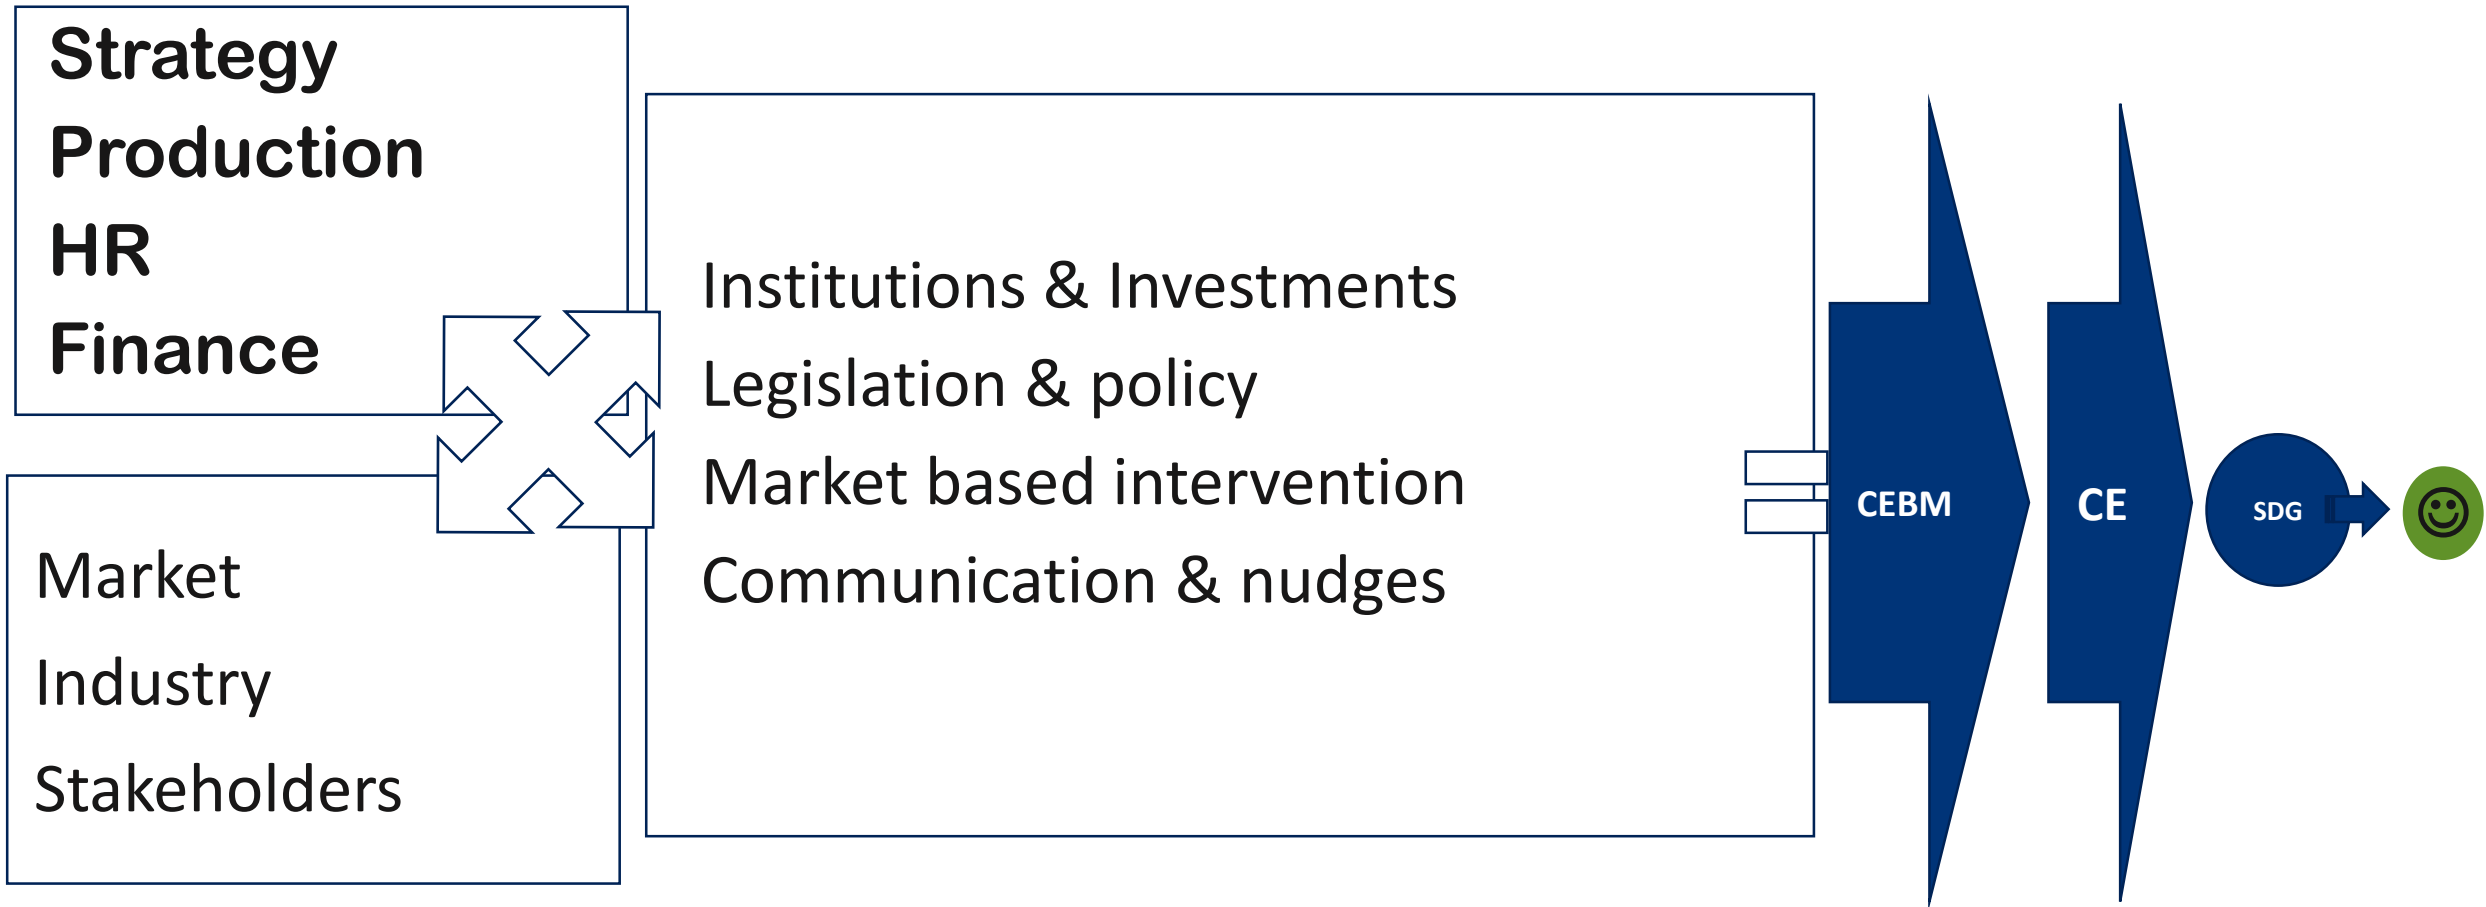 Strategy
Production
HR
Finance
Market
Industry
Stakeholders
Institutions & Investments
Legislation & policy
Market based intervention
Communication & nudges
CEBM
CE
SDG